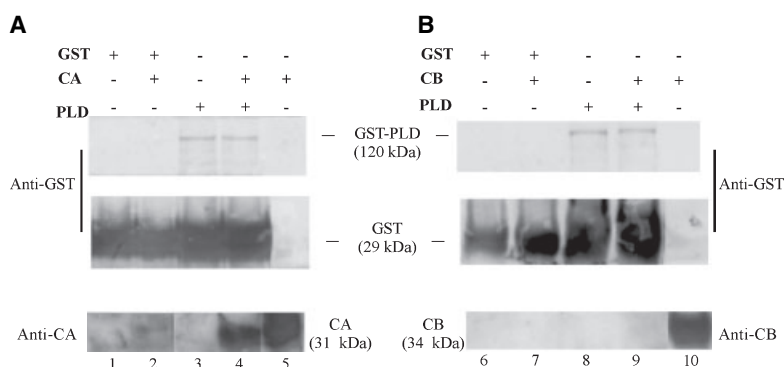 A
GST + + - - -
CA - + - + +
PLD - - + + -
Anti-GST
GST-PLD
(120 kDa)
GST
(29 kDa)
Anti-CA
CA
(31 kDa)
1 2 3 4 5
B
GST + + - - -
CB - + - + +
PLD - - + + -
Anti-GST
CB
(34 kDa)
Anti-CB
6 7 8 9 10